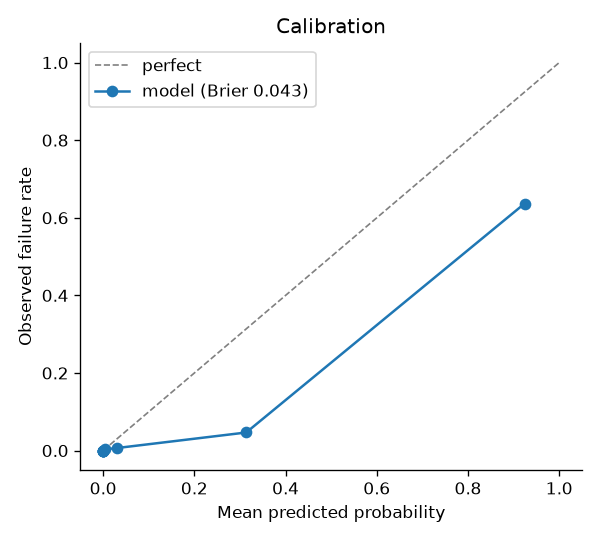 Calibration
perfect
model (Brier 0.043)
Observed failure rate
1.0
0.8
0.6
0.4
0.2
0.0
0.0 0.2 0.4 0.6 0.8 1.0
Mean predicted probability